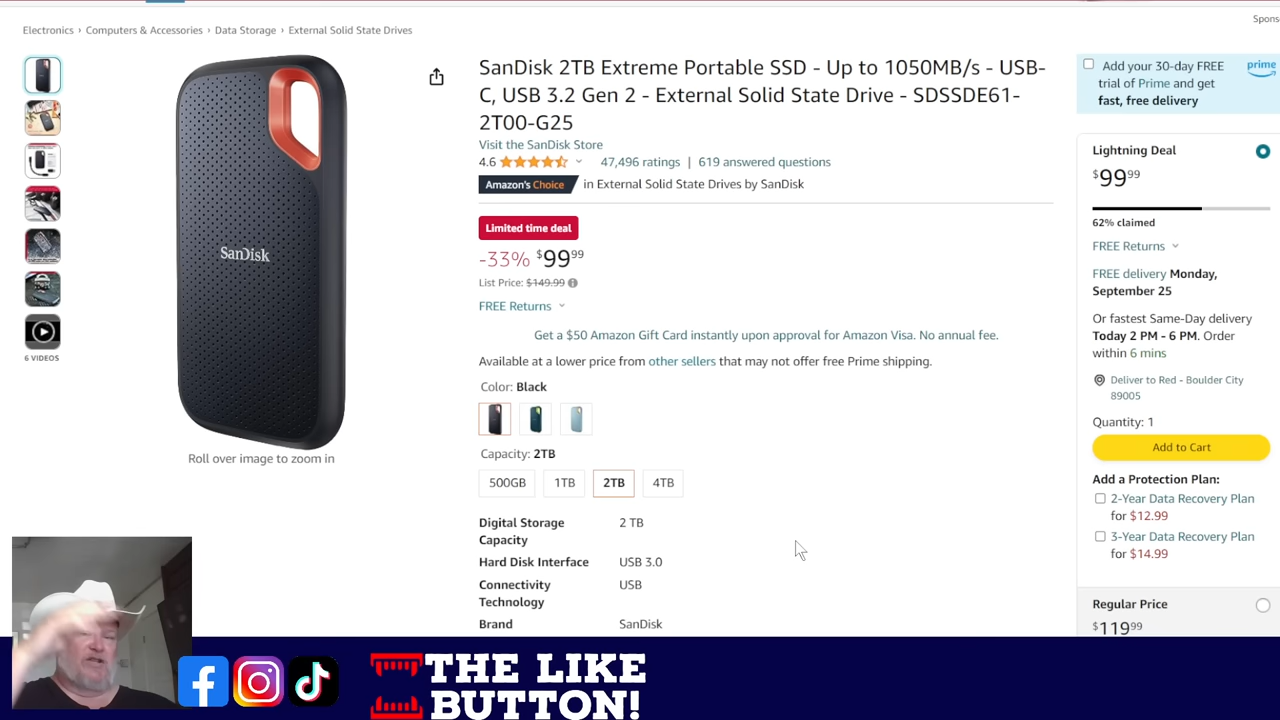 Electronics › Computers & Accessories › Data Storage › External Solid State Drives
Spons
SanDisk 2TB Extreme Portable SSD - Up to 1050MB/s - USB-
C, USB 3.2 Gen 2 - External Solid State Drive - SDSSDE61-
2T00-G25
Visit the SanDisk Store
4.6 47,496 ratings | 619 answered questions
Amazon's Choice in External Solid State Drives by SanDisk
Limited time deal
-33% $99 99
List Price: $149.99
FREE Returns
Get a $50 Amazon Gift Card instantly upon approval for Amazon Visa. No annual fee.
Available at a lower price from other sellers that may not offer free Prime shipping.
Color: Black
Capacity: 2TB
500GB 1TB 2TB 4TB
Digital Storage 2 TB
Capacity
Hard Disk Interface USB 3.0
Connectivity USB
Technology
Brand SanDisk
SanDisk
6 VIDEOS
Roll over image to zoom in
Add your 30-day FREE prime
trial of Prime and get
fast, free delivery
Lightning Deal
$99 99
62% claimed
FREE Returns
FREE delivery Monday,
September 25
Or fastest Same-Day delivery
Today 2 PM - 6 PM. Order
within 6 mins
Deliver to Red - Boulder City
89005
Quantity: 1
Add to Cart
Add a Protection Plan:
2-Year Data Recovery Plan
for $12.99
3-Year Data Recovery Plan
for $14.99
Regular Price
$119 99
THE LIKE
BUTTON!